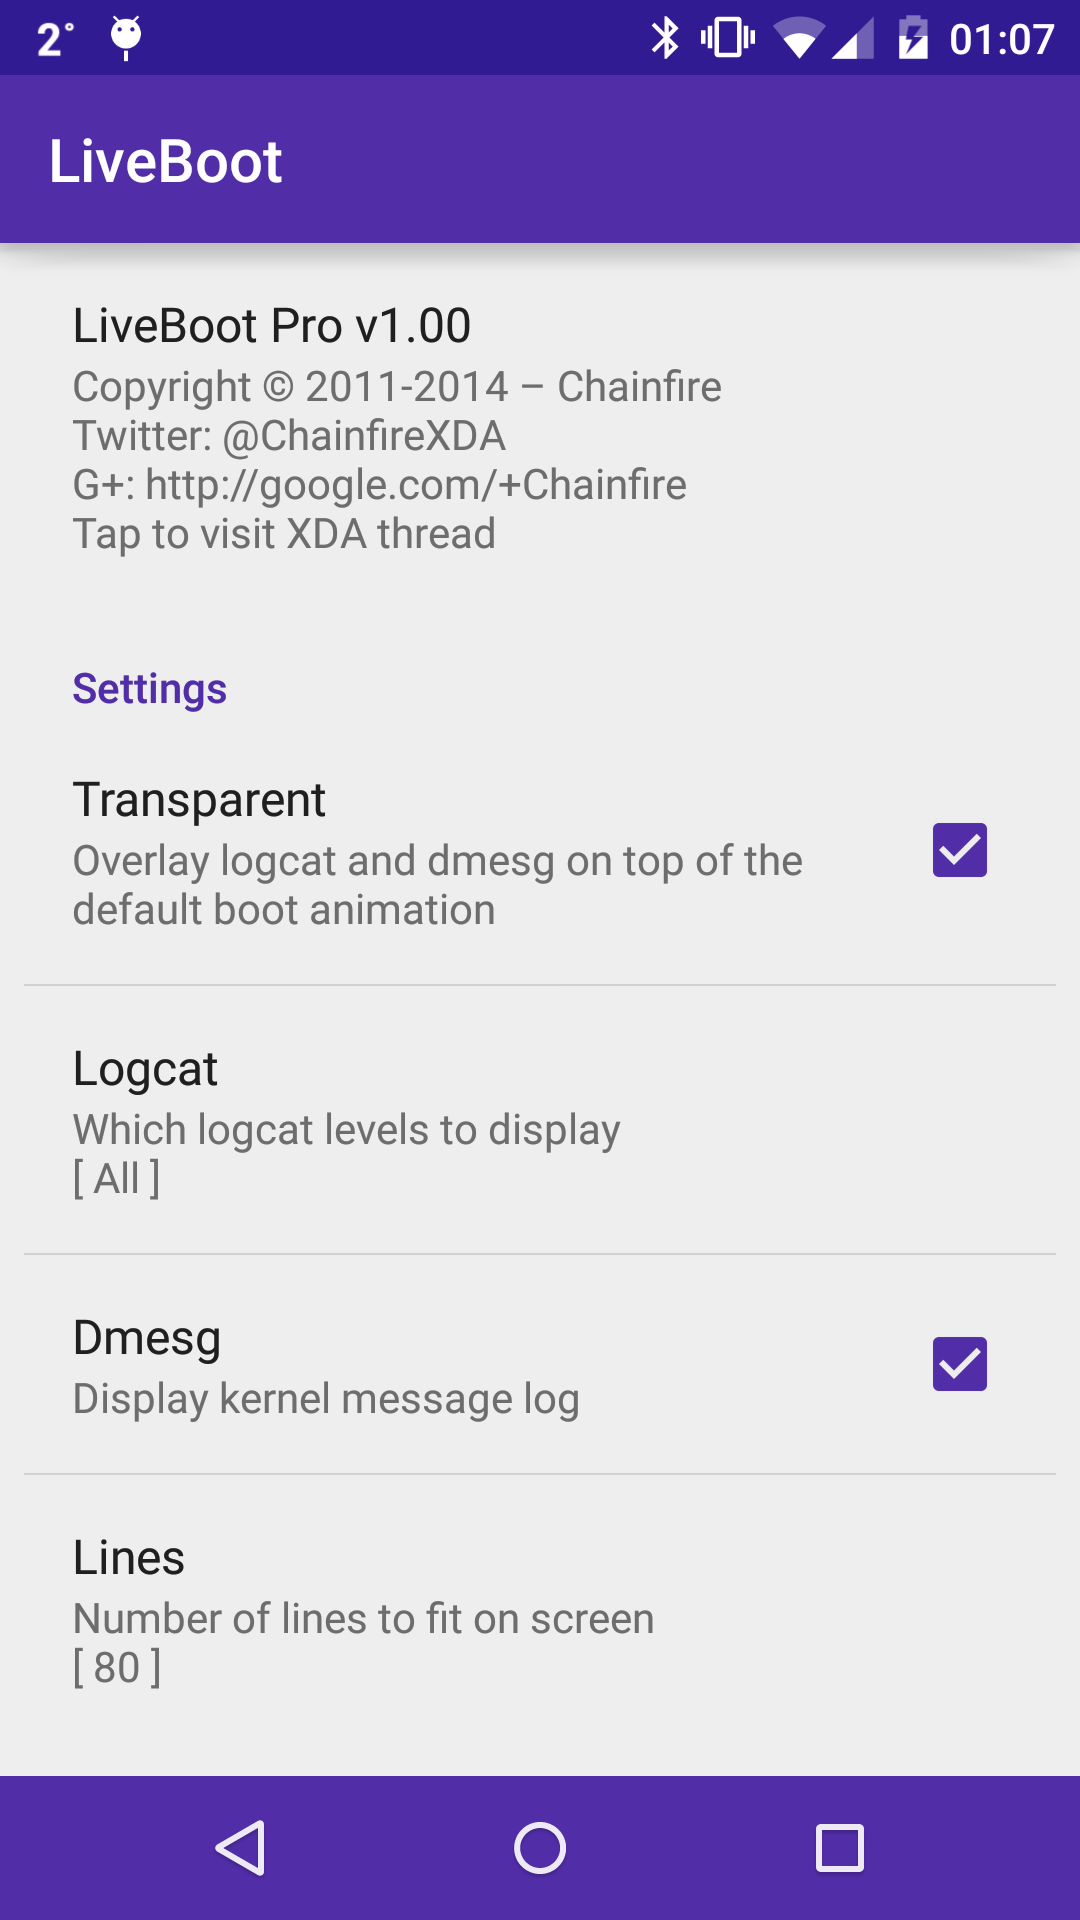 2° 01:07
LiveBoot
LiveBoot Pro v1.00
Copyright © 2011-2014 – Chainfire
Twitter: @ChainfireXDA
G+: http://google.com/+Chainfire
Tap to visit XDA thread
Settings
Transparent
Overlay logcat and dmesg on top of the
default boot animation
Logcat
Which logcat levels to display
[ All ]
Dmesg
Display kernel message log
Lines
Number of lines to fit on screen
[ 80 ]